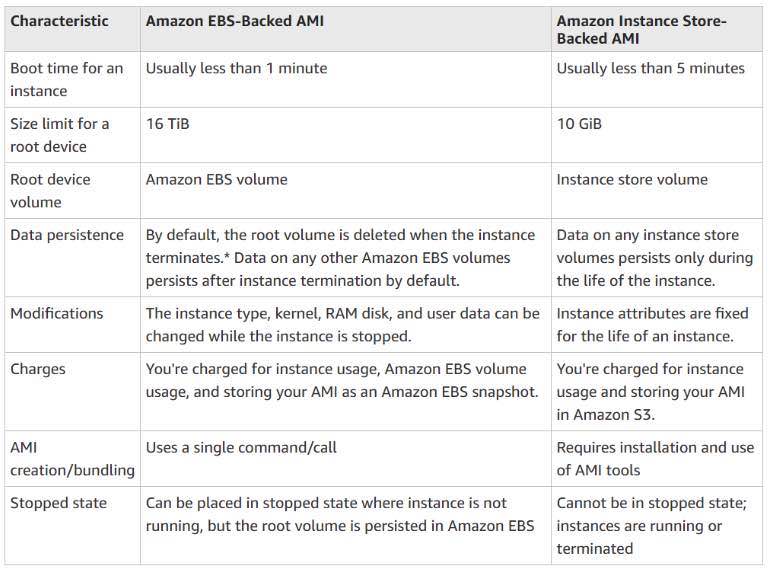 Characteristic Amazon EBS-Backed AMI Amazon Instance Store-
Backed AMI
Boot time for an Usually less than 1 minute Usually less than 5 minutes
instance
Size limit for a 16 TiB 10 GiB
root device
Root device Amazon EBS volume Instance store volume
volume
Data persistence By default, the root volume is deleted when the instance Data on any instance store
terminates.* Data on any other Amazon EBS volumes volumes persists only during
persists after instance termination by default. the life of the instance.
Modifications The instance type, kernel, RAM disk, and user data can be Instance attributes are fixed
changed while the instance is stopped. for the life of an instance.
Charges You're charged for instance usage, Amazon EBS volume You're charged for instance
usage, and storing your AMI as an Amazon EBS snapshot. usage and storing your AMI
in Amazon S3.
AMI Uses a single command/call Requires installation and use
creation/bundling of AMI tools
Stopped state Can be placed in stopped state where instance is not Cannot be in stopped state;
running, but the root volume is persisted in Amazon EBS instances are running or
terminated